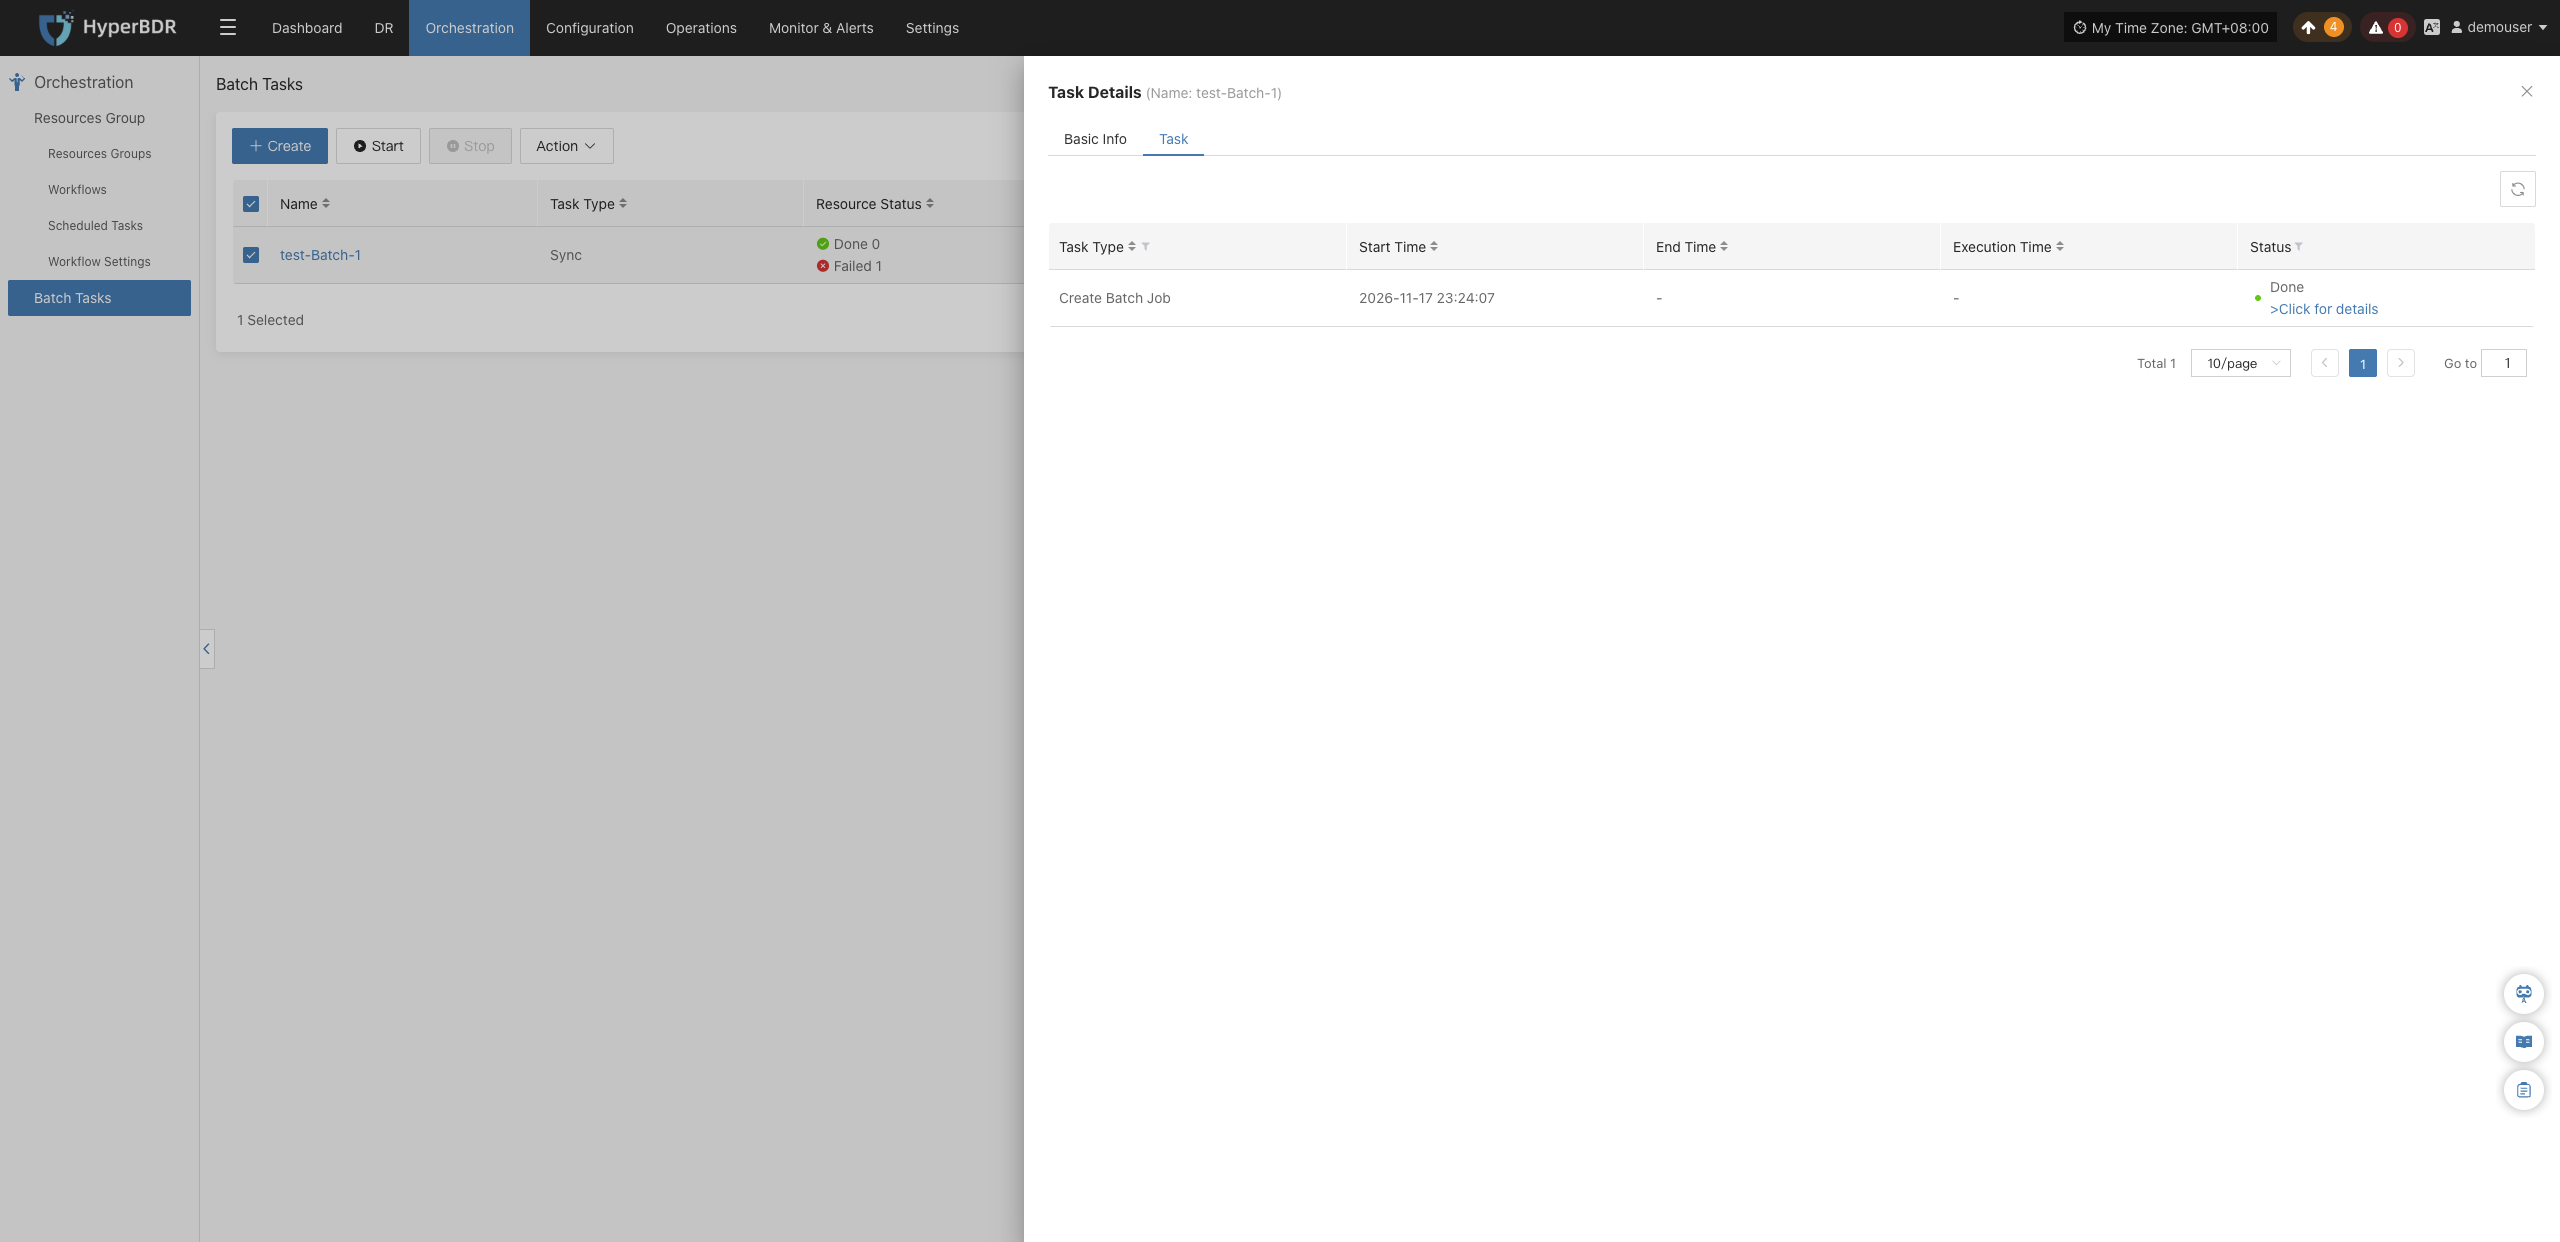 HyperBDR
Dashboard DR Orchestration Configuration Operations Monitor & Alerts Settings
My Time Zone: GMT+08:00 4 0 demouser
Orchestration
Resources Group
Resources Groups
Workflows
Scheduled Tasks
Workflow Settings
Batch Tasks
Batch Tasks
Create Start Stop Action
Name Task Type Resource Status
test-Batch-1 Sync Done 0
Failed 1
1 Selected
Task Details (Name: test-Batch-1)
Basic Info Task
Task Type Start Time End Time Execution Time Status
Create Batch Job 2026-11-17 23:24:07 - - Done
>Click for details
Total 1 10/page 1 Go to 1